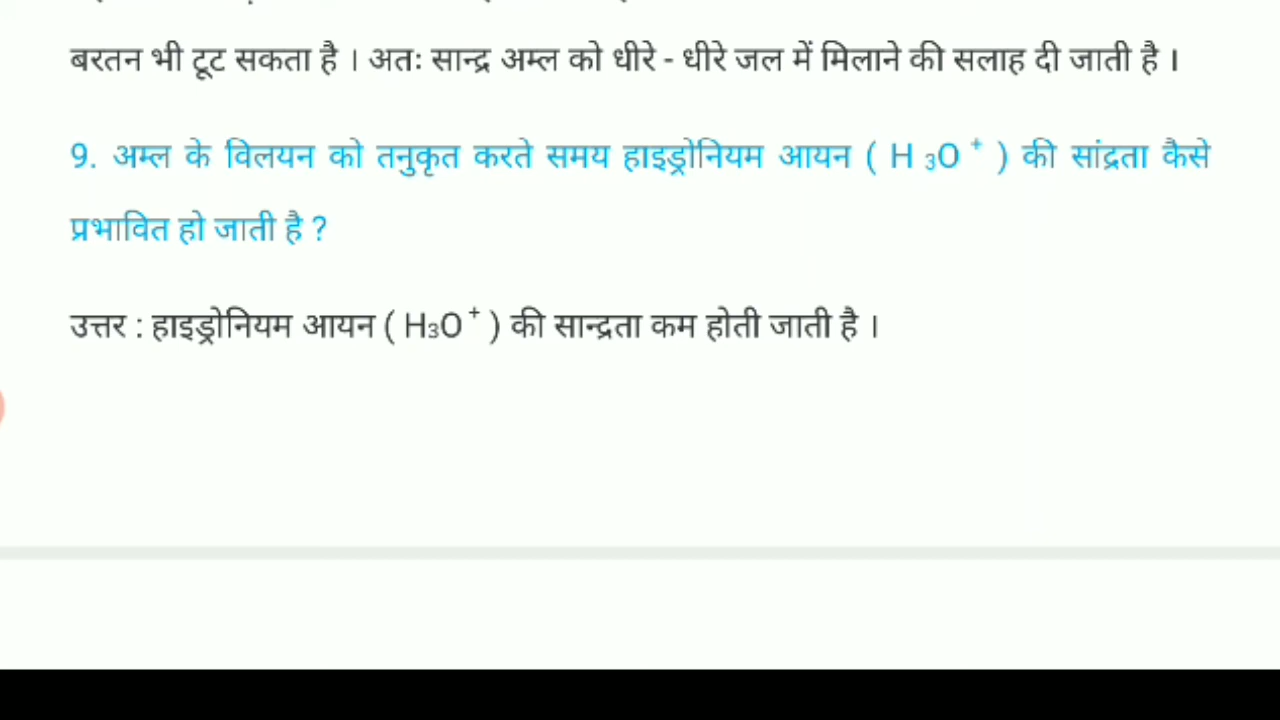 बरतन भी टूट सकता है । अतः सान्द्र अम्ल को धीरे - धीरे जल में मिलाने की सलाह दी जाती है ।
9. अम्ल के विलयन को तनुकृत करते समय हाइड्रोनियम आयन ( H ₃O ⁺ ) की सांद्रता कैसे
प्रभावित हो जाती है ?
उत्तर : हाइड्रोनियम आयन ( H₃O ⁺ ) की सान्द्रता कम होती जाती है ।